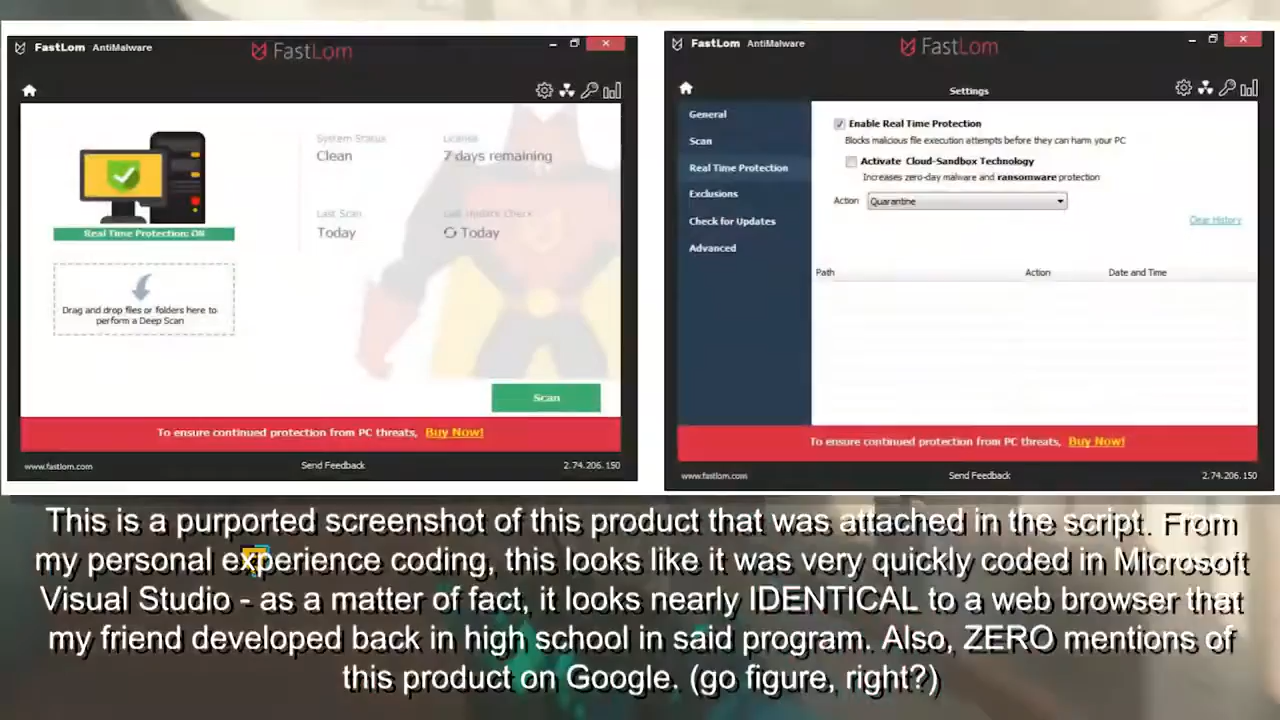 FastLom AntiMalware
FastLom
System Status
License
Clean
7 days remaining
Last Scan
Last Update Check
Today
Today
Real Time Protection: ON
Drag and drop files or folders here to
perform a Deep Scan
Scan
To ensure continued protection from PC threats, Buy Now!
www.fastlom.com
Send Feedback
2.74.206.150
FastLom AntiMalware
FastLom
Settings
General
Scan
Real Time Protection
Exclusions
Check for Updates
Advanced
Enable Real Time Protection
Blocks malicious file execution attempts before they can harm your PC
Activate Cloud-Sandbox Technology
Increases zero-day malware and ransomware protection
Action
Quarantine
Clear History
Path
Action
Date and Time
To ensure continued protection from PC threats, Buy Now!
www.fastlom.com
Send Feedback
2.74.206.150
This is a purported screenshot of this product that was attached in the script. From
my personal experience coding, this looks like it was very quickly coded in Microsoft
Visual Studio - as a matter of fact, it looks nearly IDENTICAL to a web browser that
my friend developed back in high school in said program. Also, ZERO mentions of
this product on Google. (go figure, right?)